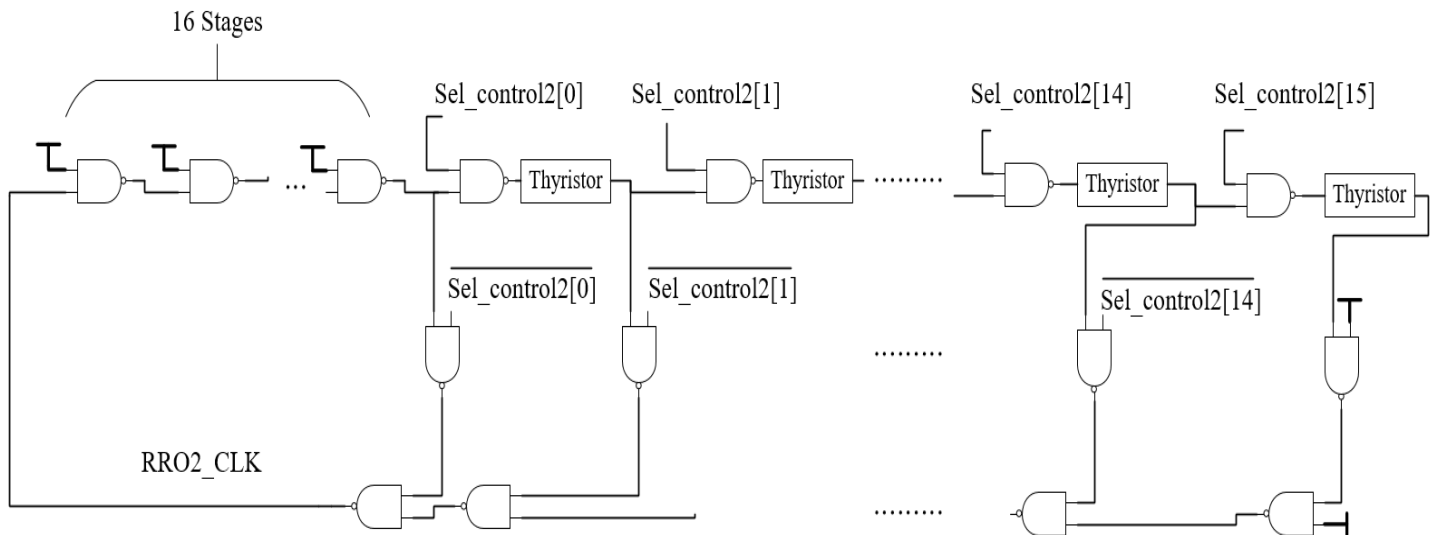 16 Stages
Sel_control2[0]
Sel_control2[1]
Sel_control2[14]
Sel_control2[15]
...
Thyristor
Thyristor
.........
Thyristor
Thyristor
Sel_control2[0]
Sel_control2[1]
Sel_control2[14]
.........
RRO2_CLK
.........